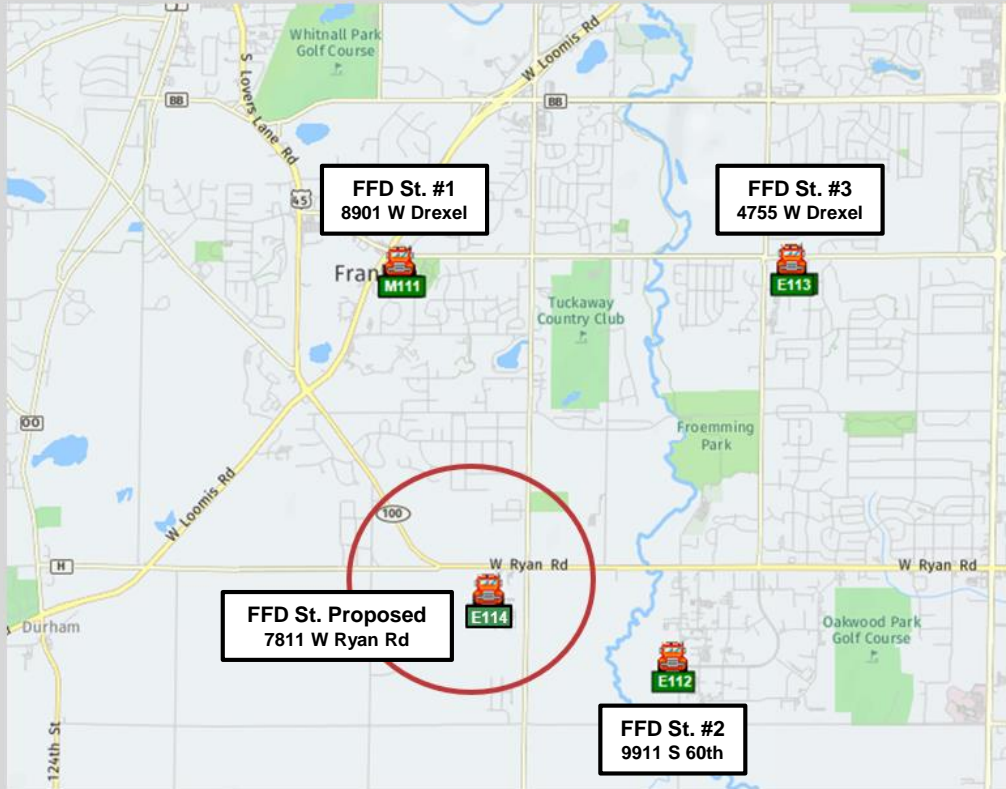 Whitnall Park
Golf Course
W Loomis Rd
S Lovers Lane Rd
BB
BB
FFD St. #1
8901 W Drexel
FFD St. #3
4755 W Drexel
45
Fran
M111
E113
Tuckaway
Country Club
OO
Froemming
Park
W Loomis Rd
100
H
W Ryan Rd
W Ryan Rd
E114
FFD St. Proposed
7811 W Ryan Rd
Durham
Oakwood Park
Golf Course
E112
FFD St. #2
9911 S 60th
124th St